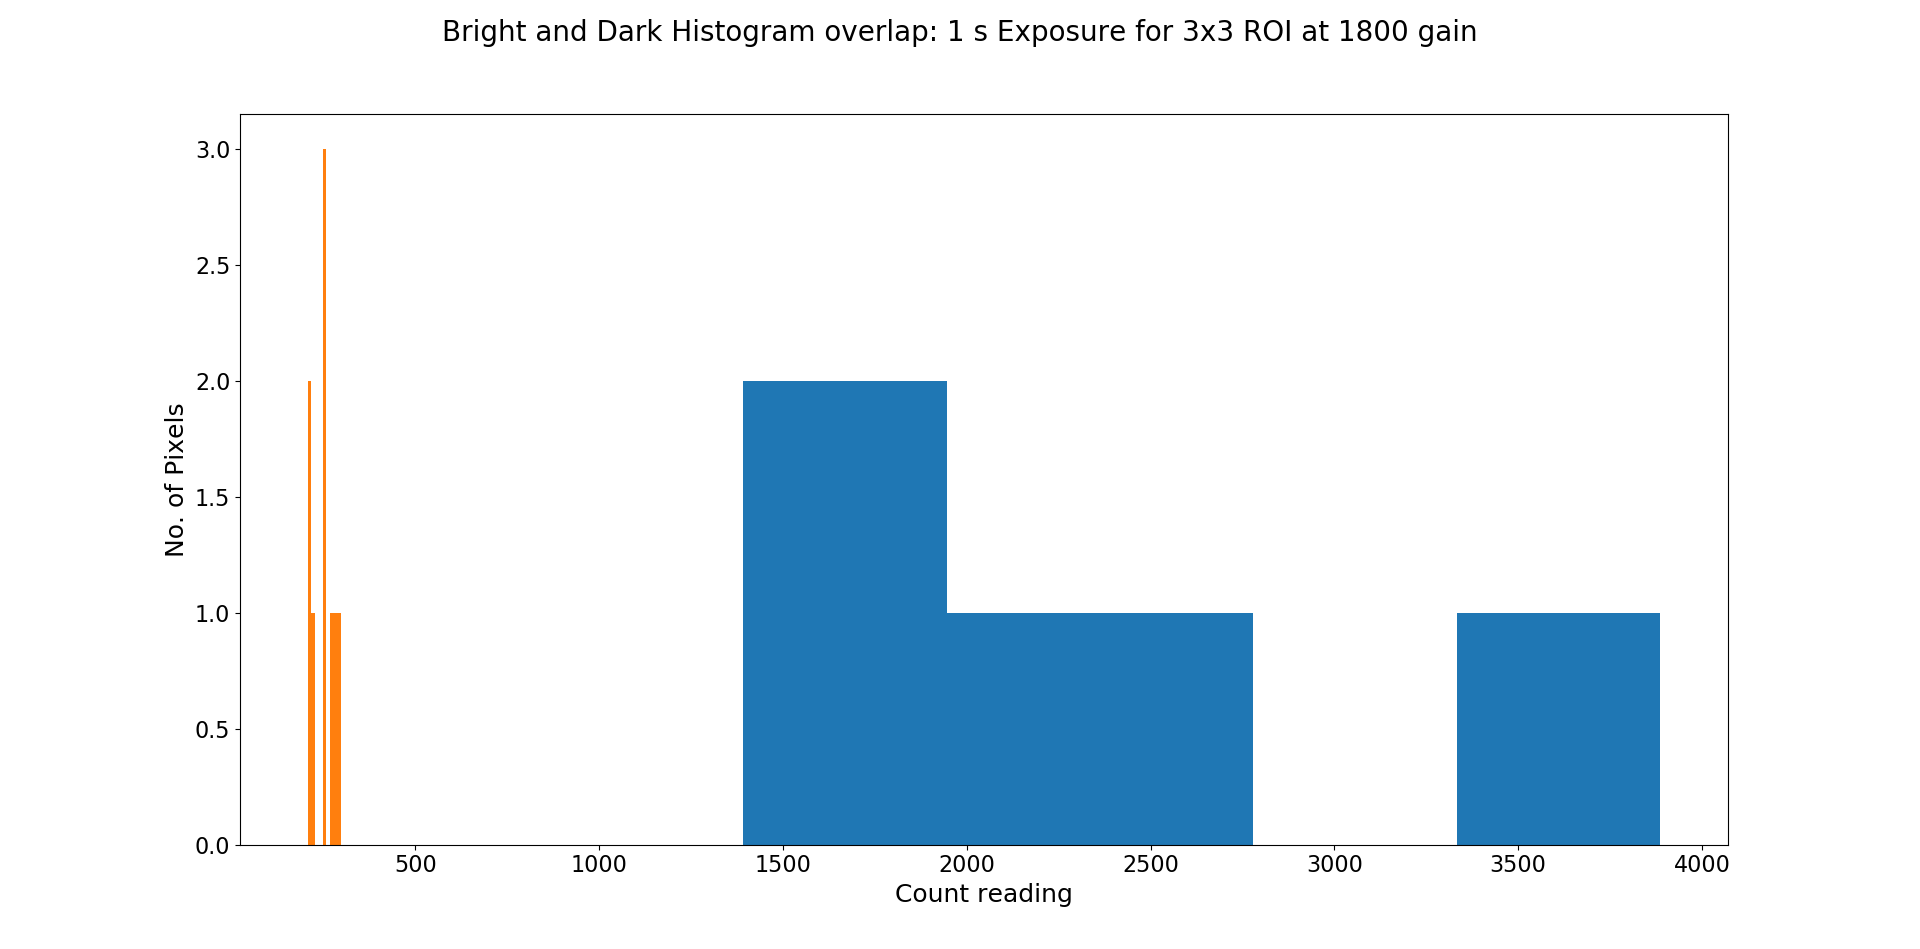 Bright and Dark Histogram overlap: 1 s Exposure for 3x3 ROI at 1800 gain
3.0
2.5
2.0
1.5
1.0
0.5
0.0
No. of Pixels
500 1000 1500 2000 2500 3000 3500 4000
Count reading